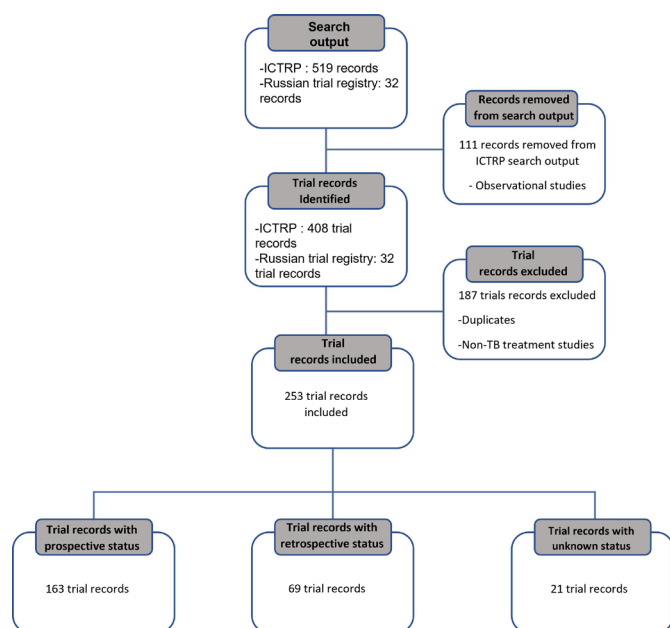 Search
output
-ICTRP : 519 records
-Russian trial registry: 32
records
Records removed
from search output
111 records removed from
ICTRP search output
- Observational studies
Trial records
Identified
-ICTRP : 408 trial
records
-Russian trial registry: 32
trial records
Trial
records excluded
187 trials records excluded
-Duplicates
-Non-TB treatment studies
Trial
records included
253 trial records
included
Trial records with
prospective status
163 trial records
Trial records with
retrospective status
69 trial records
Trial records with
unknown status
21 trial records